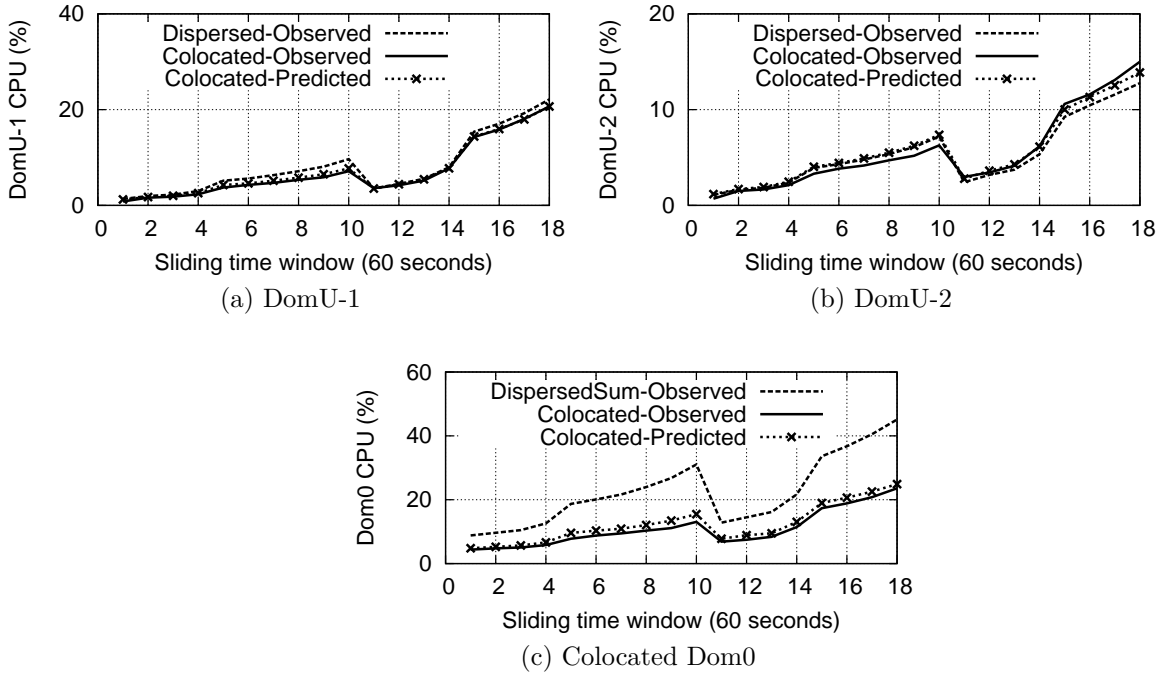 40
20
0
DomU-1 CPU (%)
Dispersed-Observed
Colocated-Observed
Colocated-Predicted
0 2 4 6 8 10 12 14 16 18
Sliding time window (60 seconds)
(a) DomU-1
20
10
0
DomU-2 CPU (%)
Dispersed-Observed
Colocated-Observed
Colocated-Predicted
0 2 4 6 8 10 12 14 16 18
Sliding time window (60 seconds)
(b) DomU-2
60
40
20
0
Dom0 CPU (%)
DispersedSum-Observed
Colocated-Observed
Colocated-Predicted
0 2 4 6 8 10 12 14 16 18
Sliding time window (60 seconds)
(c) Colocated Dom0